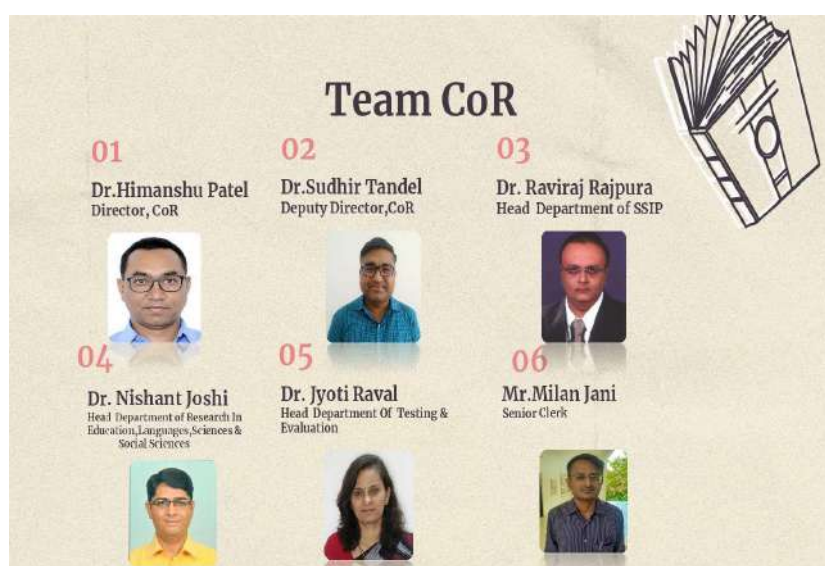 Team CoR
01
Dr.Himanshu Patel
Director, CoR
02
Dr.Sudhir Tandel
Deputy Director,CoR
03
Dr. Raviraj Rajpura
Head Department of SSIP
04
Dr. Nishant Joshi
Head Department of Research In
Education,Languages,Sciences &
Social Sciences
05
Dr. Jyoti Raval
Head Department Of Testing &
Evaluation
06
Mr.Milan Jani
Senior Clerk